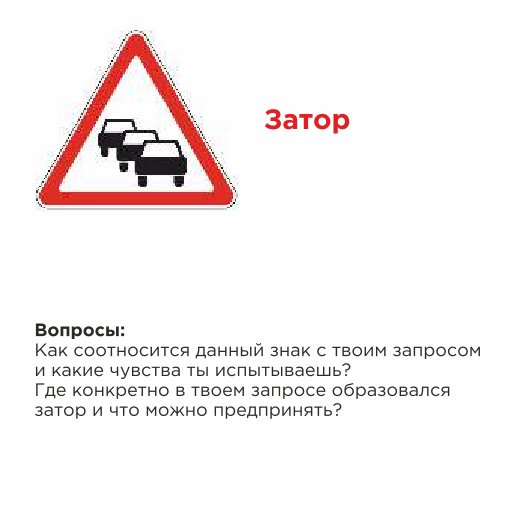 Затор
Вопросы:
Как соотносится данный знак с твоим запросом
и какие чувства ты испытываешь?
Где конкретно в твоем запросе образовался
затор и что можно предпринять?